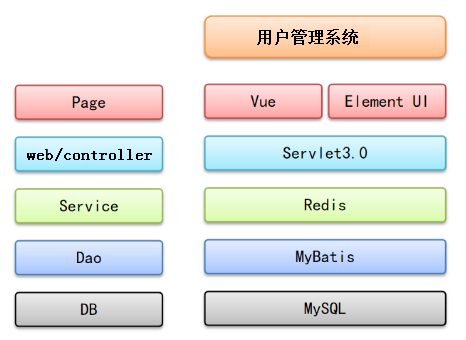 用户管理系统
Page
Vue
Element UI
web/controller
Servlet3.0
Service
Redis
Dao
MyBatis
DB
MySQL